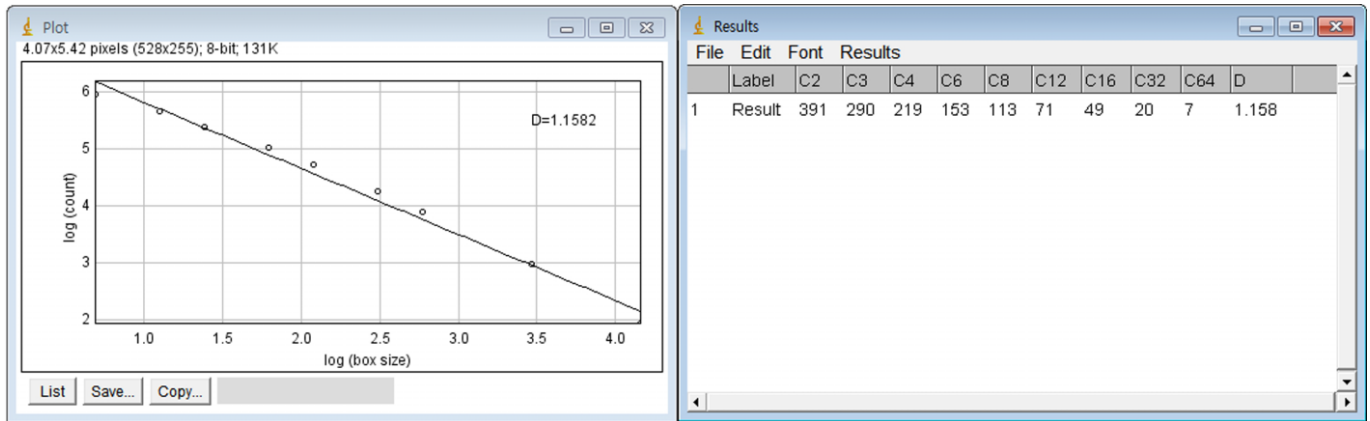 Plot
4.07x5.42 pixels (528x255); 8-bit; 131K
6
5
4
3
2
log (count)
D=1.1582
1.0 1.5 2.0 2.5 3.0 3.5 4.0
log (box size)
List Save... Copy...
Results
File Edit Font Results
Label C2 C3 C4 C6 C8 C12 C16 C32 C64 D
1 Result 391 290 219 153 113 71 49 20 7 1.158